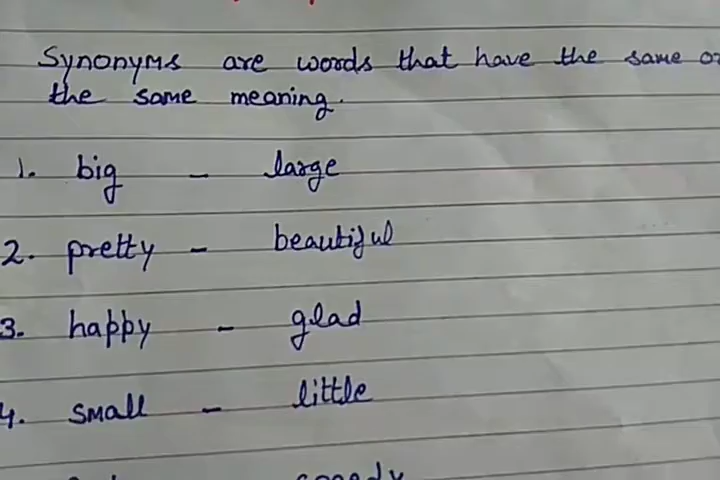 Synonyms are words that have the same or
the same meaning.
1. big - large
2. pretty - beautiful
3. happy - glad
4. small - little